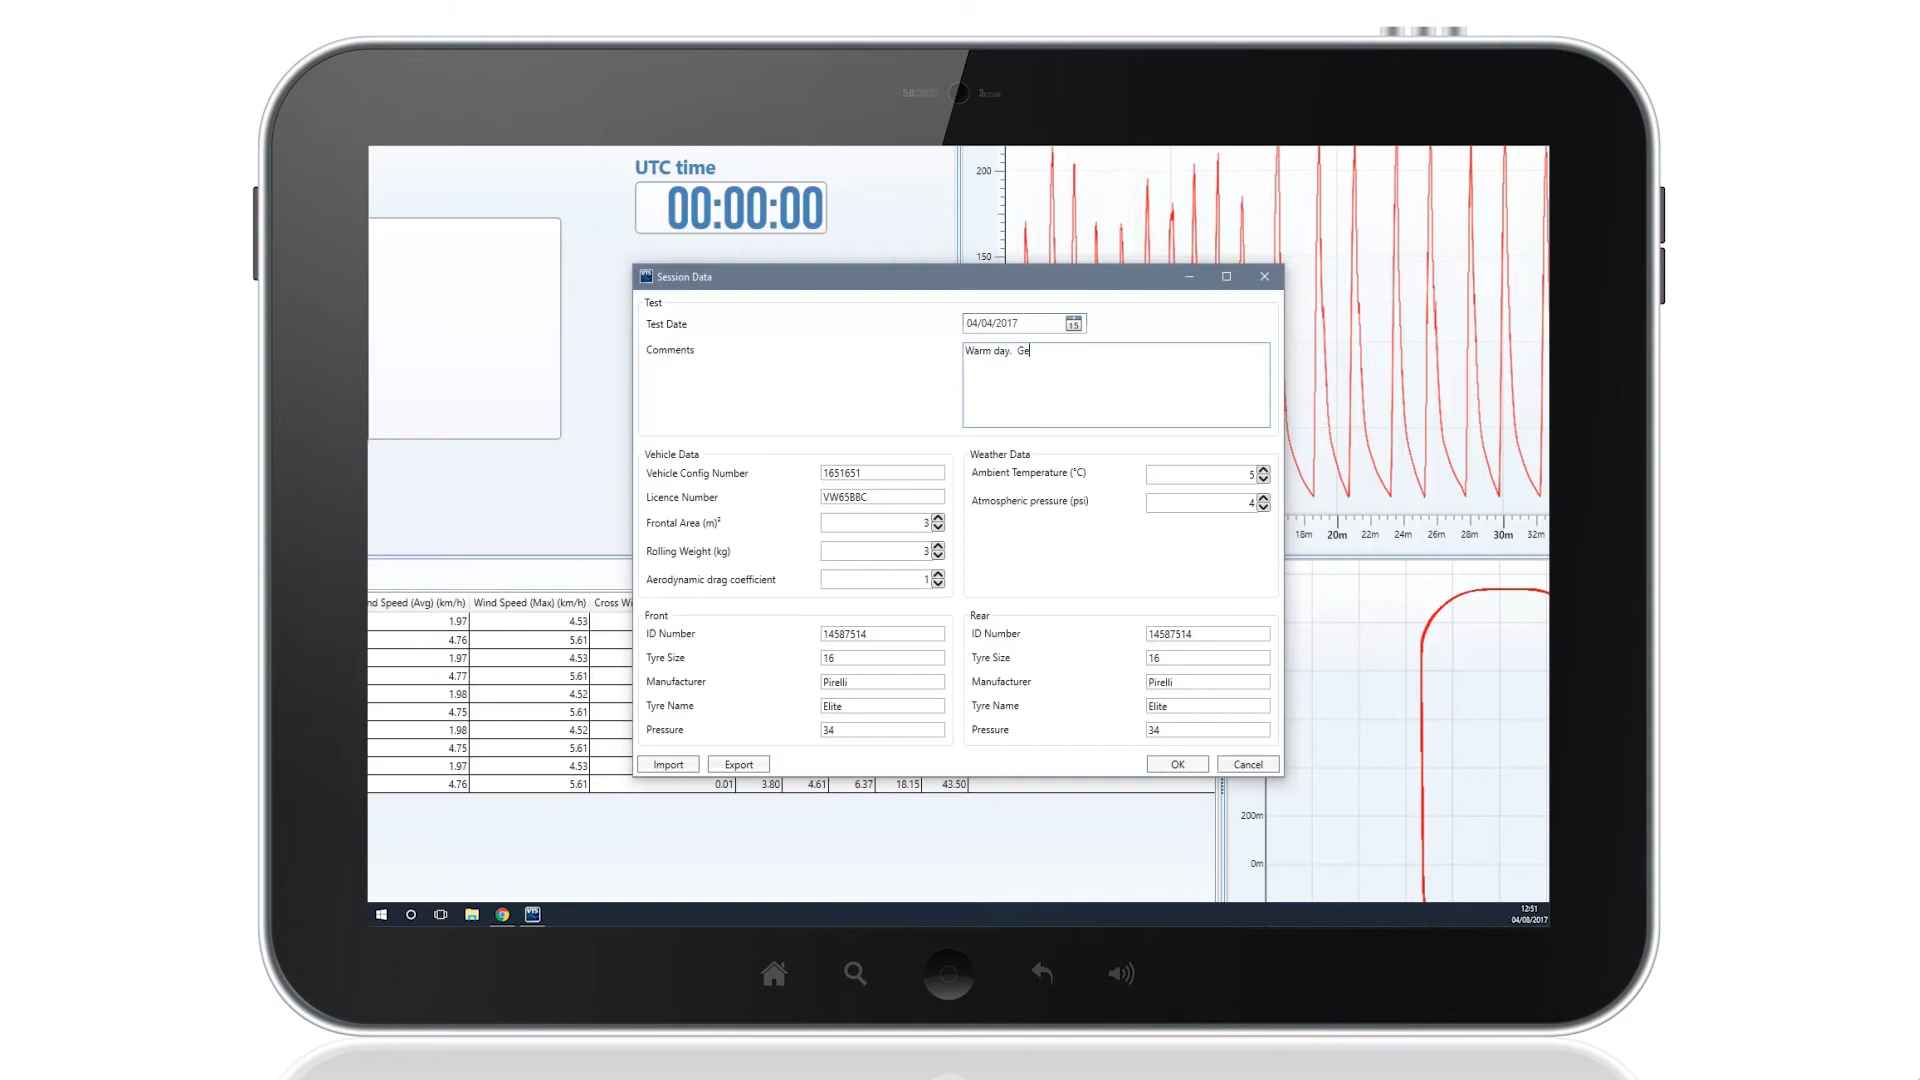 UTC time
00:00:00
200
150
Session Data
Test
Test Date
04/04/2017
15
Comments
Warm day.  Ge
Vehicle Data
Vehicle Config Number
1651651
Licence Number
VW65BBC
Frontal Area (m)²
3
Rolling Weight (kg)
3
Aerodynamic drag coefficient
1
Weather Data
Ambient Temperature (°C)
5
Atmospheric pressure (psi)
4
Front
ID Number
14587514
Tyre Size
16
Manufacturer
Pirelli
Tyre Name
Elite
Pressure
34
Rear
ID Number
14587514
Tyre Size
16
Manufacturer
Pirelli
Tyre Name
Elite
Pressure
34
Import
Export
OK
Cancel
18m 20m 22m 24m 26m 28m 30m 32m
nd Speed (Avg) (km/h) Wind Speed (Max) (km/h) Cross Wi
1.97 4.53
4.76 5.61
1.97 4.53
4.77 5.61
1.98 4.52
4.75 5.61
1.98 4.52
4.75 5.61
1.97 4.53
4.76 5.61 0.01 3.80 4.61 6.37 18.15 43.50
200m
0m
VTS
12:51
04/08/2017